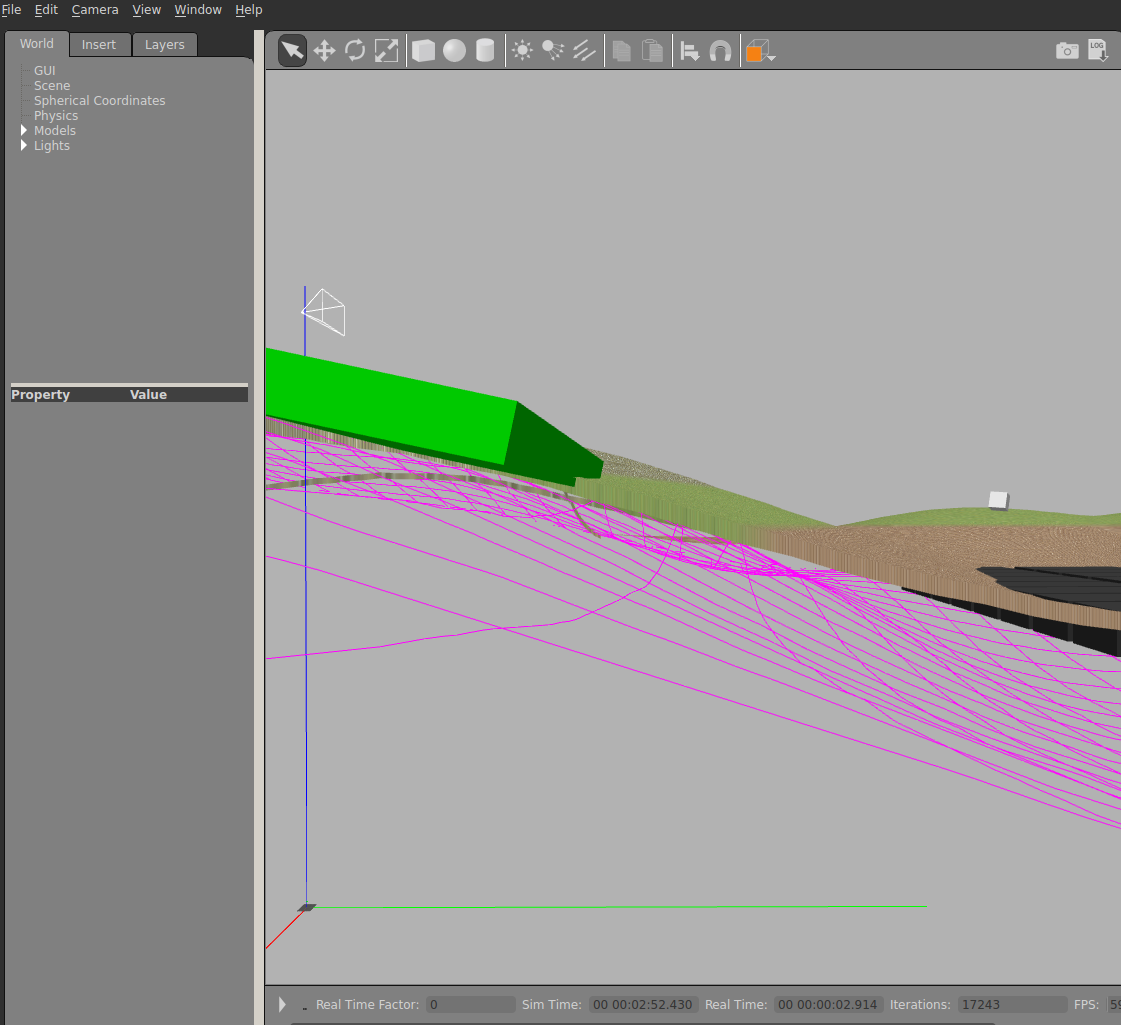 File Edit Camera View Window Help
World Insert Layers
LOG
GUI
Scene
Spherical Coordinates
Physics
Models
Lights
Property Value
Real Time Factor: 0 Sim Time: 00 00:02:52.430 Real Time: 00 00:00:02.914 Iterations: 17243 FPS: 59